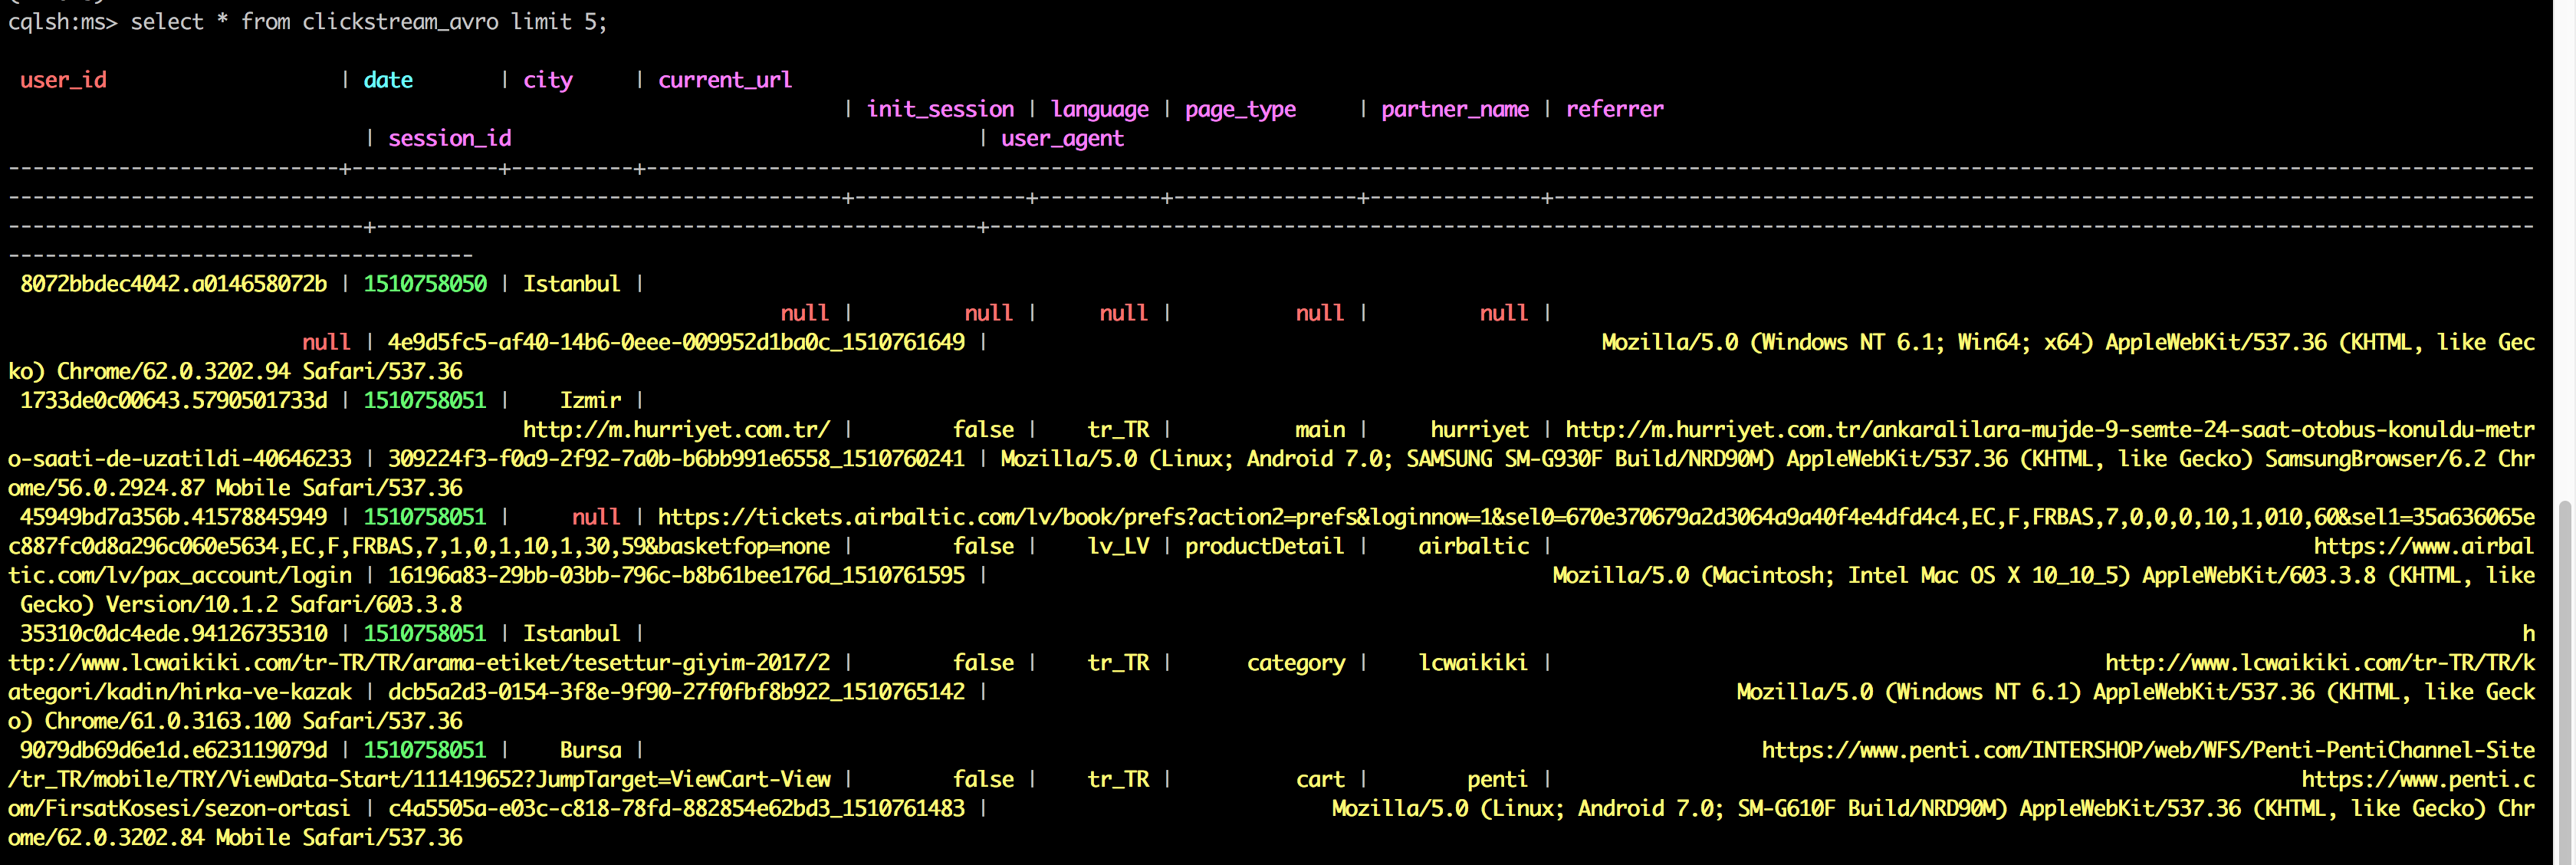 cqlsh:ms> select * from clickstream_avro limit 5;
user_id | date | city | current_url
| init_session | language | page_type | partner_name | referrer
| session_id | user_agent
---------------------------+------------+----------+----------------------------------------------------------------------------------------------------------------------------------------------------------
--------------------------------------------------------------------+--------------+----------+---------------+--------------+--------------------------------------------------------------------------------
-----------------------------+-------------------------------------------------+------------------------------------------------------------------------------------------------------------------------------
--------------------------------------
8072bbdec4042.a014658072b | 1510758050 | Istanbul |
null | null | null | null | null |
null | 4e9d5fc5-af40-14b6-0eee-009952d1ba0c_1510761649 | Mozilla/5.0 (Windows NT 6.1; Win64; x64) AppleWebKit/537.36 (KHTML, like Gec
ko) Chrome/62.0.3202.94 Safari/537.36
1733de0c00643.5790501733d | 1510758051 | Izmir |
http://m.hurriyet.com.tr/ | false | tr_TR | main | hurriyet | http://m.hurriyet.com.tr/ankaralilara-mujde-9-semte-24-saat-otobus-konuldu-metr
o-saati-de-uzatildi-40646233 | 309224f3-f0a9-2f92-7a0b-b6bb991e6558_1510760241 | Mozilla/5.0 (Linux; Android 7.0; SAMSUNG SM-G930F Build/NRD90M) AppleWebKit/537.36 (KHTML, like Gecko) SamsungBrowser/6.2 Chr
ome/56.0.2924.87 Mobile Safari/537.36
45949bd7a356b.41578845949 | 1510758051 | null | https://tickets.airbaltic.com/lv/book/prefs?action2=prefs&loginnow=1&sel0=670e370679a2d3064a9a40f4e4dfd4c4,EC,F,FRBAS,7,0,0,0,10,1,010,60&sel1=35a636065e
c887fc0d8a296c060e5634,EC,F,FRBAS,7,1,0,1,10,1,30,59&basketfop=none | false | lv_LV | productDetail | airbaltic | https://www.airbal
tic.com/lv/pax_account/login | 16196a83-29bb-03bb-796c-b8b61bee176d_1510761595 | Mozilla/5.0 (Macintosh; Intel Mac OS X 10_10_5) AppleWebKit/603.3.8 (KHTML, like
Gecko) Version/10.1.2 Safari/603.3.8
35310c0dc4ede.94126735310 | 1510758051 | Istanbul | h
ttp://www.lcwaikiki.com/tr-TR/TR/arama-etiket/tesettur-giyim-2017/2 | false | tr_TR | category | lcwaikiki | http://www.lcwaikiki.com/tr-TR/TR/k
ategori/kadin/hirka-ve-kazak | dcb5a2d3-0154-3f8e-9f90-27f0fbf8b922_1510765142 | Mozilla/5.0 (Windows NT 6.1) AppleWebKit/537.36 (KHTML, like Geck
o) Chrome/61.0.3163.100 Safari/537.36
9079db69d6e1d.e623119079d | 1510758051 | Bursa | https://www.penti.com/INTERSHOP/web/WFS/Penti-PentiChannel-Site
/tr_TR/mobile/TRY/ViewData-Start/111419652?JumpTarget=ViewCart-View | false | tr_TR | cart | penti | https://www.penti.c
om/FirsatKosesi/sezon-ortasi | c4a5505a-e03c-c818-78fd-882854e62bd3_1510761483 | Mozilla/5.0 (Linux; Android 7.0; SM-G610F Build/NRD90M) AppleWebKit/537.36 (KHTML, like Gecko) Chr
ome/62.0.3202.84 Mobile Safari/537.36